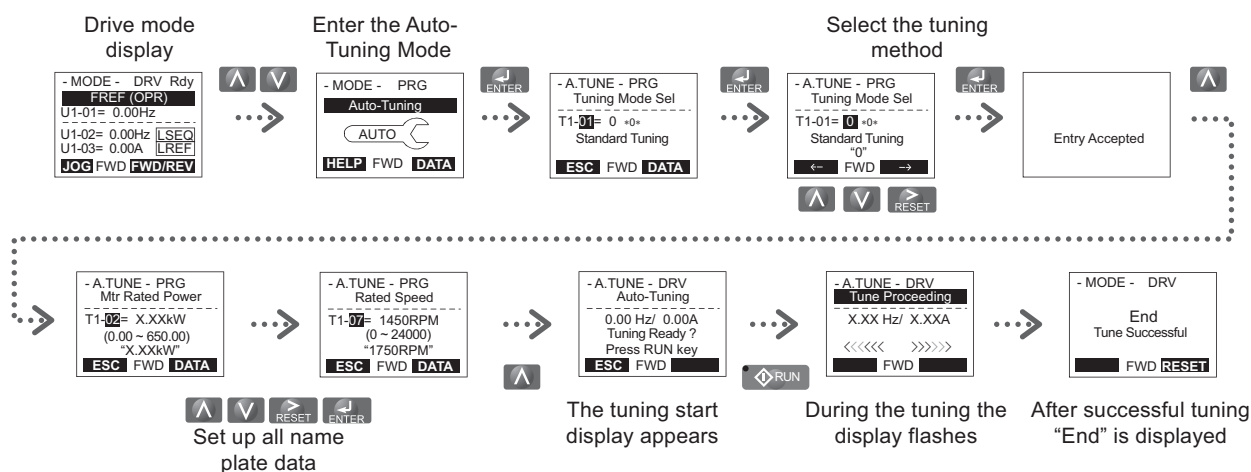 Drive mode
display
- MODE - DRV Rdy
FREF (OPR)
U1-01= 0.00Hz
U1-02= 0.00Hz LSEQ
U1-03= 0.00A LREF
JOG FWD FWD/REV
Enter the Auto-
Tuning Mode
- MODE - PRG
Auto-Tuning
AUTO
HELP FWD DATA
ENTER
- A.TUNE - PRG
Tuning Mode Sel
T1-01= 0 *0*
Standard Tuning
ESC FWD DATA
ENTER
Select the tuning
method
- A.TUNE - PRG
Tuning Mode Sel
T1-01= 0 *0*
Standard Tuning
“0”
← FWD →
RESET
ENTER
Entry Accepted
- A.TUNE - PRG
Mtr Rated Power
T1-02= X.XXkW
(0.00 ~ 650.00)
“X.XXkW”
ESC FWD DATA
- A.TUNE - PRG
Rated Speed
T1-07= 1450RPM
(0 ~ 24000)
“1750RPM”
ESC FWD DATA
RESET ENTER
Set up all name
plate data
- A.TUNE - DRV
Auto-Tuning
0.00 Hz/ 0.00A
Tuning Ready ?
Press RUN key
ESC FWD
The tuning start
display appears
RUN
- A.TUNE - DRV
Tune Proceeding
X.XX Hz/ X.XXA
<<<<<< >>>>>>
FWD
During the tuning the
display flashes
- MODE - DRV
End
Tune Successful
FWD RESET
After successful tuning
“End” is displayed